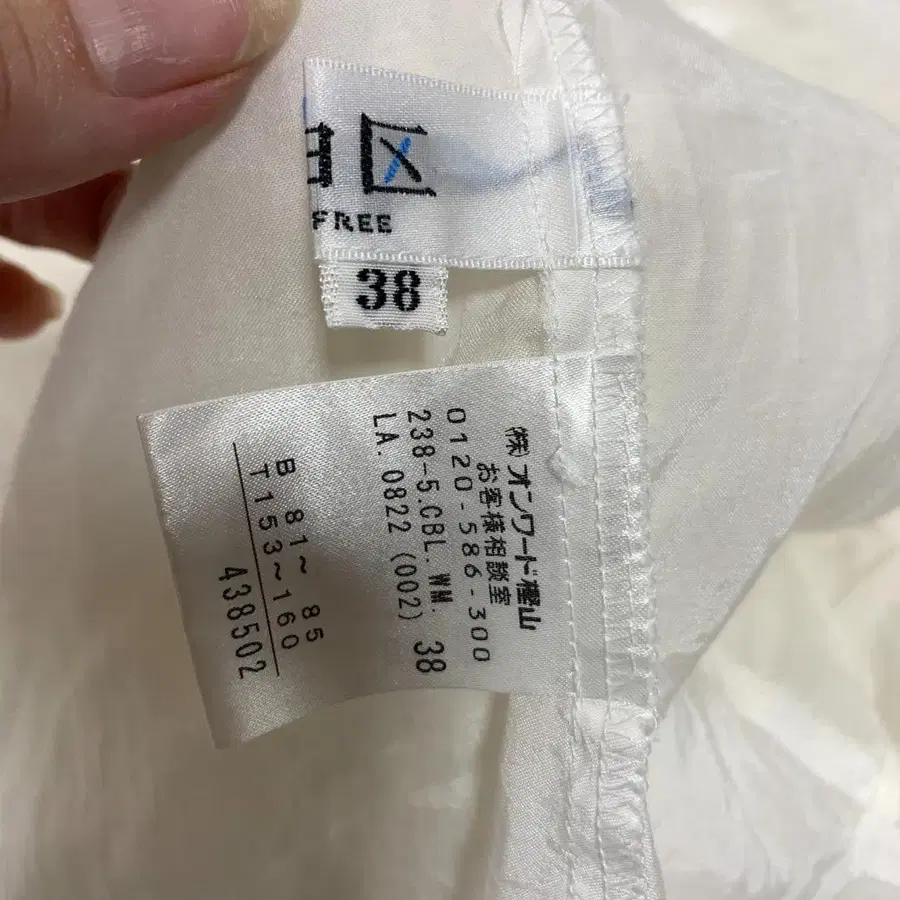 区
FREE
38
(株) オンワード樫山
お客様相談室
0120-586-300
238-5.CBL.WM. 38
LA.0822 (002)
B 81~ 85
T153~160
438502